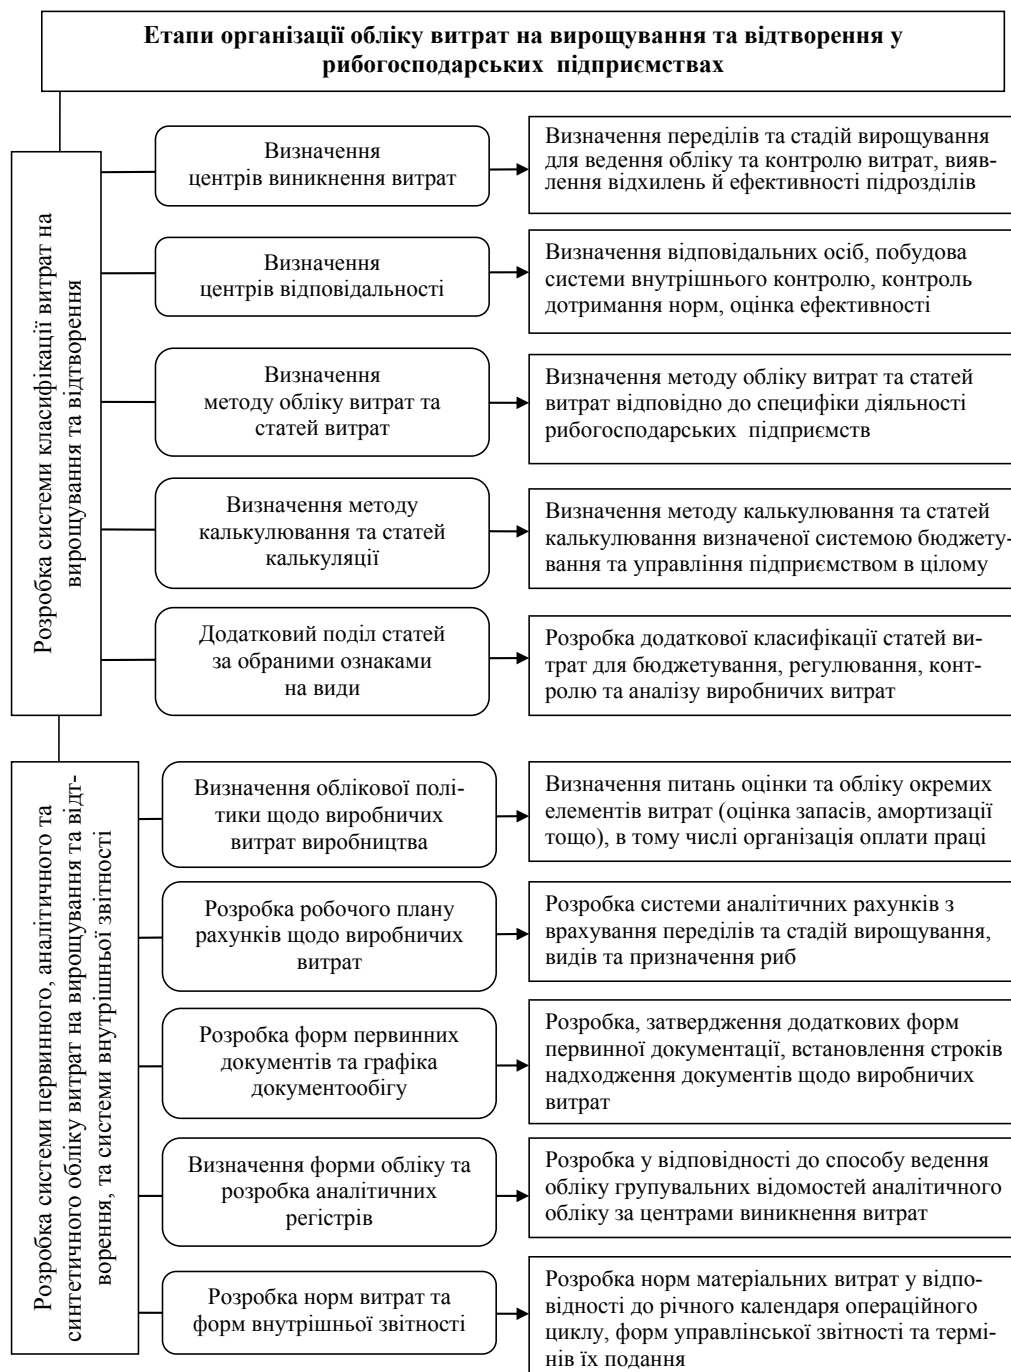 Етапи організації обліку витрат на вирощування та відтворення у
рибогосподарських підприємствах
Розробка системи класифікації витрат на
вирощування та відтворення
Визначення
центрів виникнення витрат
Визначення переділів та стадій вирощування
для ведення обліку та контролю витрат, вияв-
лення відхилень й ефективності підрозділів
Визначення
центрів відповідальності
Визначення відповідальних осіб, побудова
системи внутрішнього контролю, контроль
дотримання норм, оцінка ефективності
Визначення
методу обліку витрат та
статей витрат
Визначення методу обліку витрат та статей
витрат відповідно до специфіки діяльності
рибогосподарських підприємств
Визначення методу
калькулювання та статей
калькуляції
Визначення методу калькулювання та статей
калькулювання визначеної системою бюджету-
вання та управління підприємством в цілому
Додатковий поділ статей
за обраними ознаками
на види
Розробка додаткової класифікації статей ви-
трат для бюджетування, регулювання, конт-
ролю та аналізу виробничих витрат
Розробка системи первинного, аналітичного та
синтетичного обліку витрат на вирощування та відт-
ворення, та системи внутрішньої звітності
Визначення облікової полі-
тики щодо виробничих
витрат виробництва
Визначення питань оцінки та обліку окремих
елементів витрат (оцінка запасів, амортизації
тощо), в тому числі організація оплати праці
Розробка робочого плану
рахунків щодо виробничих
витрат
Розробка системи аналітичних рахунків з
врахування переділів та стадій вирощування,
видів та призначення риб
Розробка форм первинних
документів та графіка
документообігу
Розробка, затвердження додаткових форм
первинної документації, встановлення строків
надходження документів щодо виробничих
витрат
Визначення форми обліку та
розробка аналітичних
регістрів
Розробка у відповідності до способу ведення
обліку групувальних відомостей аналітичного
обліку за центрами виникнення витрат
Розробка норм витрат та
форм внутрішньої звітності
Розробка норм матеріальних витрат у відпо-
відності до річного календаря операційного
циклу, форм управлінської звітності та термі-
нів їх подання